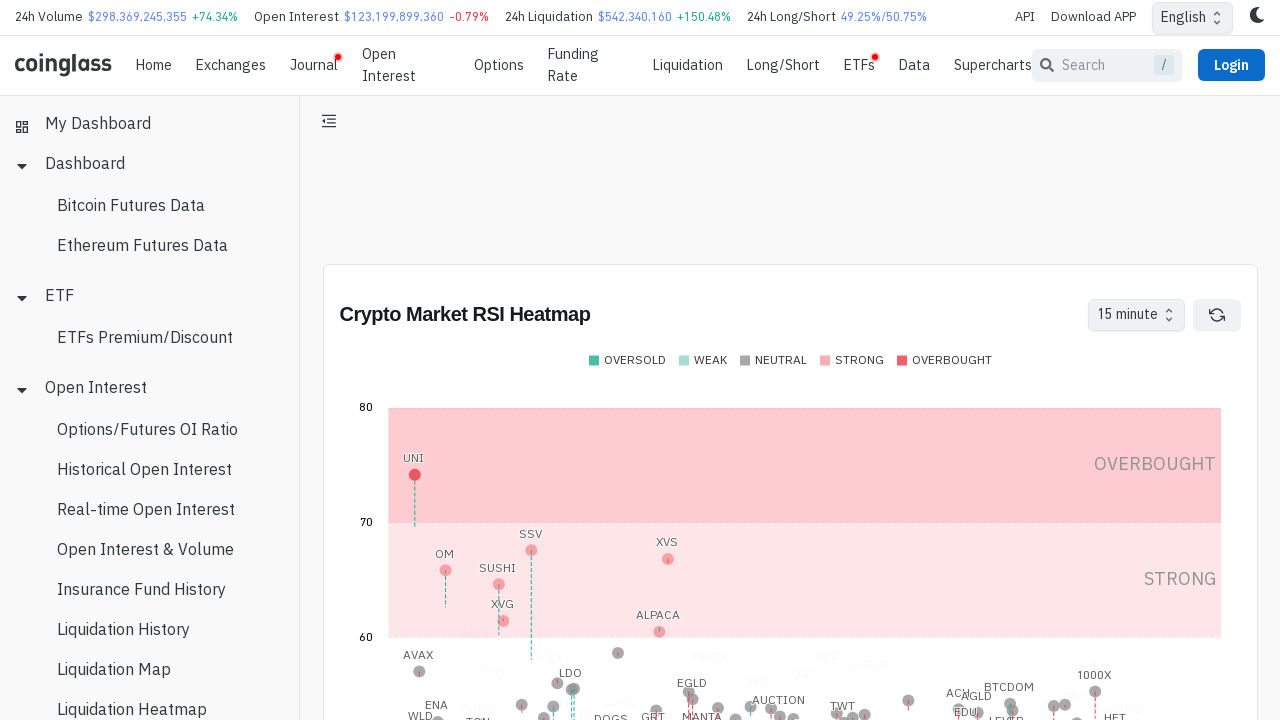 24h Volume $298,369,245,355 +74.34% Open Interest $123,199,899,360 -0.79% 24h Liquidation $542,340,160 +150.48% 24h Long/Short 49.25%/50.75% API Download APP English
coinglass Home Exchanges Journal Open Interest Options Funding Rate Liquidation Long/Short ETFs Data Supercharts Search / Login
My Dashboard
Dashboard
Bitcoin Futures Data
Ethereum Futures Data
ETF
ETFs Premium/Discount
Open Interest
Options/Futures OI Ratio
Historical Open Interest
Real-time Open Interest
Open Interest & Volume
Insurance Fund History
Liquidation History
Liquidation Map
Liquidation Heatmap
Crypto Market RSI Heatmap 15 minute
OVERSOLD WEAK NEUTRAL STRONG OVERBOUGHT
80
UNI
OVERBOUGHT
70
SSV
XVS
OM
SUSHI
STRONG
XVG
ALPACA
60
AVAX
LDO
EGLD
1000X
BTCDOM
ACH
AGLD
AUCTION
ENA
TWT
EDU
WLD
DOGS
GRT
MANTA